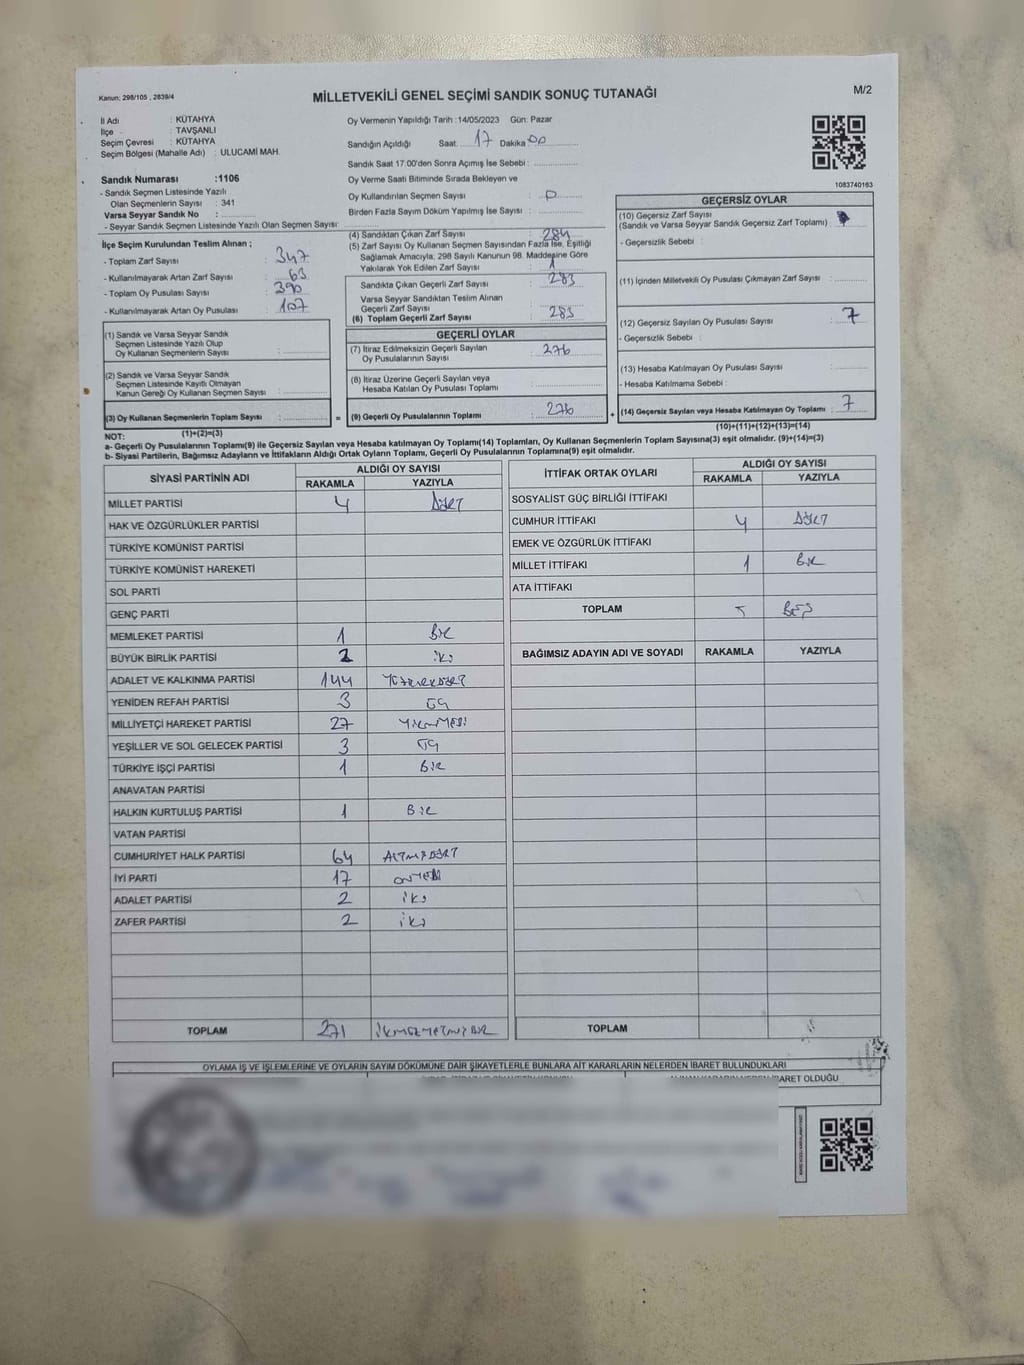 Kanun: 298/105 , 2839/4
MİLLETVEKİLİ GENEL SEÇİMİ SANDIK SONUÇ TUTANAĞI
M/2
İl Adı : KÜTAHYA
İlçe : TAVŞANLI
Seçim Çevresi : KÜTAHYA
Seçim Bölgesi (Mahalle Adı) : ULUCAMİ MAH.
Sandık Numarası :1106
- Sandık Seçmen Listesinde Yazılı
Olan Seçmenlerin Sayısı : 341
Varsa Seyyar Sandık No :
- Seyyar Sandık Listesinde Yazılı Olan Seçmen Sayısı
İlçe Seçim Kurulundan Teslim Alınan ;
- Toplam Zarf Sayısı : 347
- Kullanılmayarak Artan Zarf Sayısı : 63
- Toplam Oy Pusulası Sayısı : 390
- Kullanılmayarak Artan Oy Pusulası : 107
Oy Vermenin Yapıldığı Tarih :14/05/2023 Gün: Pazar
Sandığın Açıldığı Saat: 17 Dakika 00
Sandık Saat 17:00'den Sonra Açılmış İse Sebebi :
Oy Verme Saati Bitiminde Sırada Bekleyen ve
Oy Kullandırılan Seçmen Sayısı :
Birden Fazla Sayım Döküm Yapılmış İse Sayısı :
(4) Sandıktan Çıkan Zarf Sayısı : 284
(5) Zarf Sayısı Oy Kullanan Seçmen Sayısından Fazla İse, Eşitliği
Sağlamak Amacıyla, 298 Sayılı Kanunun 98. Maddesine Göre
Yakılarak Yok Edilen Zarf Sayısı : 1
Sandıkta Çıkan Geçerli Zarf Sayısı : 283
Varsa Seyyar Sandıktan Teslim Alınan
Geçerli Zarf Sayısı :
(6) Toplam Geçerli Zarf Sayısı : 283
1083740163
GEÇERSİZ OYLAR
(10) Geçersiz Zarf Sayısı
(Sandık ve Varsa Seyyar Sandık Geçersiz Zarf Toplamı) :
- Geçersizlik Sebebi :
(11) İçinden Milletvekili Oy Pusulası Çıkmayan Zarf Sayısı :
(12) Geçersiz Sayılan Oy Pusulası Sayısı : 7
- Geçersizlik Sebebi :
(13) Hesaba Katılmayan Oy Pusulası Sayısı :
- Hesaba Katılmama Sebebi :
(14) Geçersiz Sayılan veya Hesaba Katılmayan Oy Toplamı : 7
(10)+(11)+(12)+(13)=(14)
(1) Sandık ve Varsa Seyyar Sandık
Seçmen Listesinde Yazılı Olup
Oy Kullanan Seçmenlerin Sayısı :
(2) Sandık ve Varsa Seyyar Sandık
Seçmen Listesinde Kayıtlı Olmayan
Kanun Gereği Oy Kullanan Seçmen Sayısı :
(3) Oy Kullanan Seçmenlerin Toplam Sayısı :
(1)+(2)=(3)
=
GEÇERLİ OYLAR
(7) İtiraz Edilmeksizin Geçerli Sayılan
Oy Pusulalarının Sayısı : 276
(8) İtiraz Üzerine Geçerli Sayılan veya
Hesaba Katılan Oy Pusulası Toplamı :
(9) Geçerli Oy Pusulalarının Toplamı : 276
+
NOT:
a- Geçerli Oy Pusulalarının Toplamı(9) ile Geçersiz Sayılan veya Hesaba katılmayan Oy Toplamı(14) Toplamları, Oy Kullanan Seçmenlerin Toplam Sayısına(3) eşit olmalıdır. (9)+(14)=(3)
b- Siyasi Partilerin, Bağımsız Adayların ve İttifakların Aldığı Ortak Oyların Toplamı, Geçerli Oy Pusulalarının Toplamına(9) eşit olmalıdır.
SİYASİ PARTİNİN ADI ALDIĞI OY SAYISI
RAKAMLA YAZIYLA
MİLLET PARTİSİ 4 DÖRT
HAK VE ÖZGÜRLÜKLER PARTİSİ
TÜRKİYE KOMÜNİST PARTİSİ
TÜRKİYE KOMÜNİST HAREKETİ
SOL PARTİ
GENÇ PARTİ
MEMLEKET PARTİSİ 1 BİR
BÜYÜK BİRLİK PARTİSİ 2 İKİ
ADALET VE KALKINMA PARTİSİ 144 YÜZKIRKDÖRT
YENİDEN REFAH PARTİSİ 3 ÜÇ
MİLLİYETÇİ HAREKET PARTİSİ 27 YİRMİYEDİ
YEŞİLLER VE SOL GELECEK PARTİSİ 3 ÜÇ
TÜRKİYE İŞÇİ PARTİSİ 1 BİR
ANAVATAN PARTİSİ
HALKIN KURTULUŞ PARTİSİ 1 BİR
VATAN PARTİSİ
CUMHURİYET HALK PARTİSİ 64 ALTMIŞDÖRT
İYİ PARTİ 17 ONYEDİ
ADALET PARTİSİ 2 İKİ
ZAFER PARTİSİ 2 İKİ
TOPLAM 271 İKİYÜZYETMİŞBİR
İTTİFAK ORTAK OYLARI ALDIĞI OY SAYISI
RAKAMLA YAZIYLA
SOSYALİST GÜÇ BİRLİĞİ İTTİFAKI
CUMHUR İTTİFAKI 4 DÖRT
EMEK VE ÖZGÜRLÜK İTTİFAKI
MİLLET İTTİFAKI 1 BİR
ATA İTTİFAKI
TOPLAM 5 BEŞ
BAĞIMSIZ ADAYIN ADI VE SOYADI RAKAMLA YAZIYLA
TOPLAM
OYLAMA İŞ VE İŞLEMLERİNE VE OYLARIN SAYIM DÖKÜMÜNE DAİR ŞİKAYETLERLE BUNLARA AİT KARARLARIN NELERDEN İBARET BULUNDUKLARI
İBARET OLDUĞU